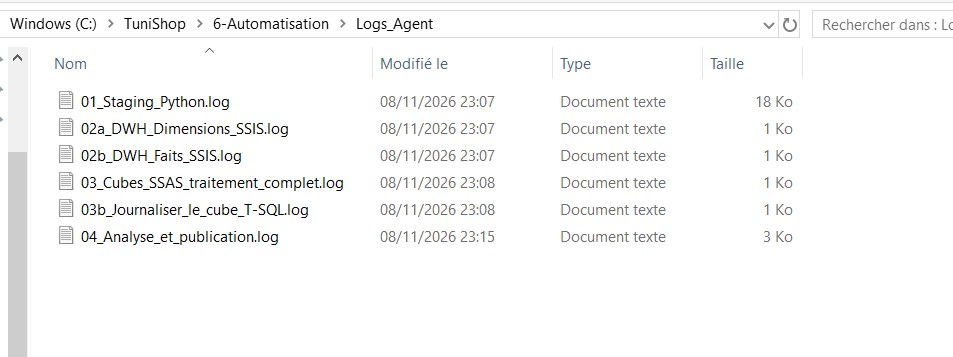 Windows (C:) > TuniShop > 6-Automatisation > Logs_Agent Rechercher dans : Lo
Nom Modifié le Type Taille
01_Staging_Python.log 08/11/2026 23:07 Document texte 18 Ko
02a_DWH_Dimensions_SSIS.log 08/11/2026 23:07 Document texte 1 Ko
02b_DWH_Faits_SSIS.log 08/11/2026 23:07 Document texte 1 Ko
03_Cubes_SSAS_traitement_complet.log 08/11/2026 23:08 Document texte 1 Ko
03b_Journaliser_le_cube_T-SQL.log 08/11/2026 23:08 Document texte 1 Ko
04_Analyse_et_publication.log 08/11/2026 23:15 Document texte 3 Ko